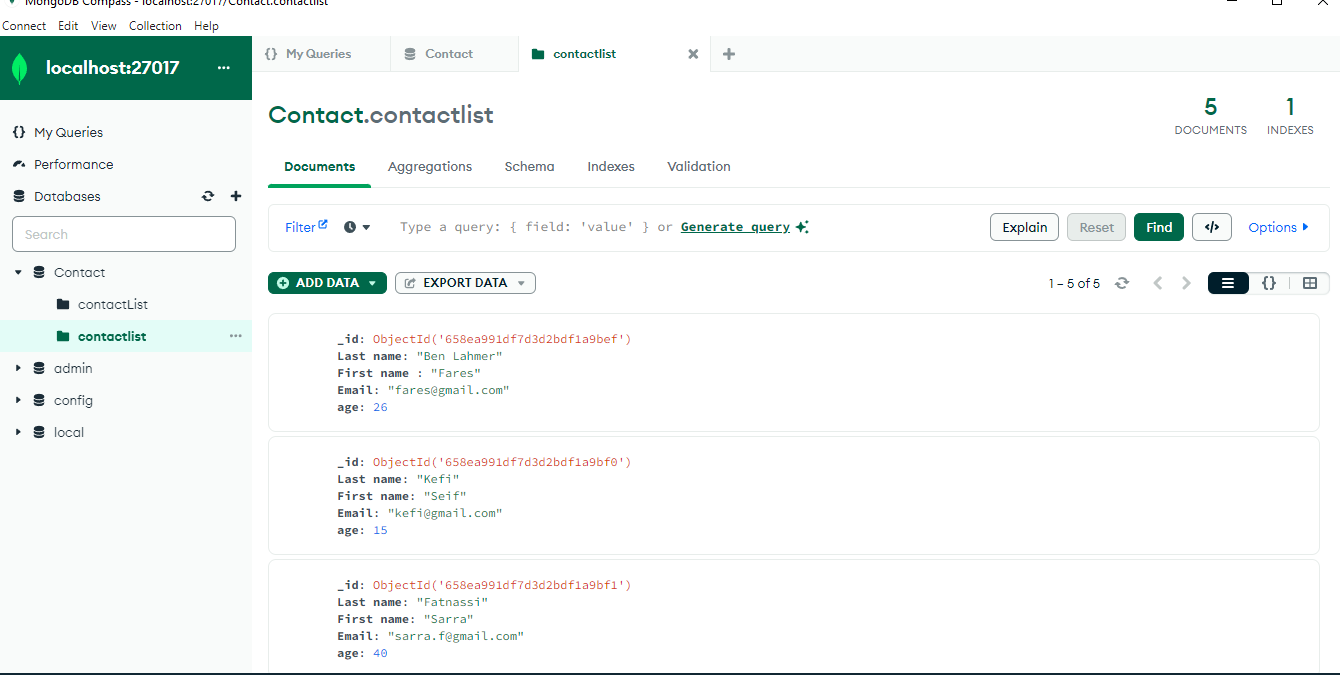 MongoDB Compass - localhost:27017/Contact.contactlist
Connect Edit View Collection Help
localhost:27017 ...
{} My Queries
Performance
Databases
Search
Contact
contactList
contactlist ...
admin
config
local
{} My Queries Contact contactlist
Contact.contactlist
5
DOCUMENTS
1
INDEXES
Documents Aggregations Schema Indexes Validation
Filter Type a query: { field: 'value' } or Generate query Explain Reset Find </> Options
ADD DATA EXPORT DATA 1 – 5 of 5 {}
_id: ObjectId('658ea991df7d3d2bdf1a9bef')
Last name: "Ben Lahmer"
First name : "Fares"
Email: "fares@gmail.com"
age: 26
_id: ObjectId('658ea991df7d3d2bdf1a9bf0')
Last name: "Kefi"
First name: "Seif"
Email: "kefi@gmail.com"
age: 15
_id: ObjectId('658ea991df7d3d2bdf1a9bf1')
Last name: "Fatnassi"
First name: "Sarra"
Email: "sarra.f@gmail.com"
age: 40